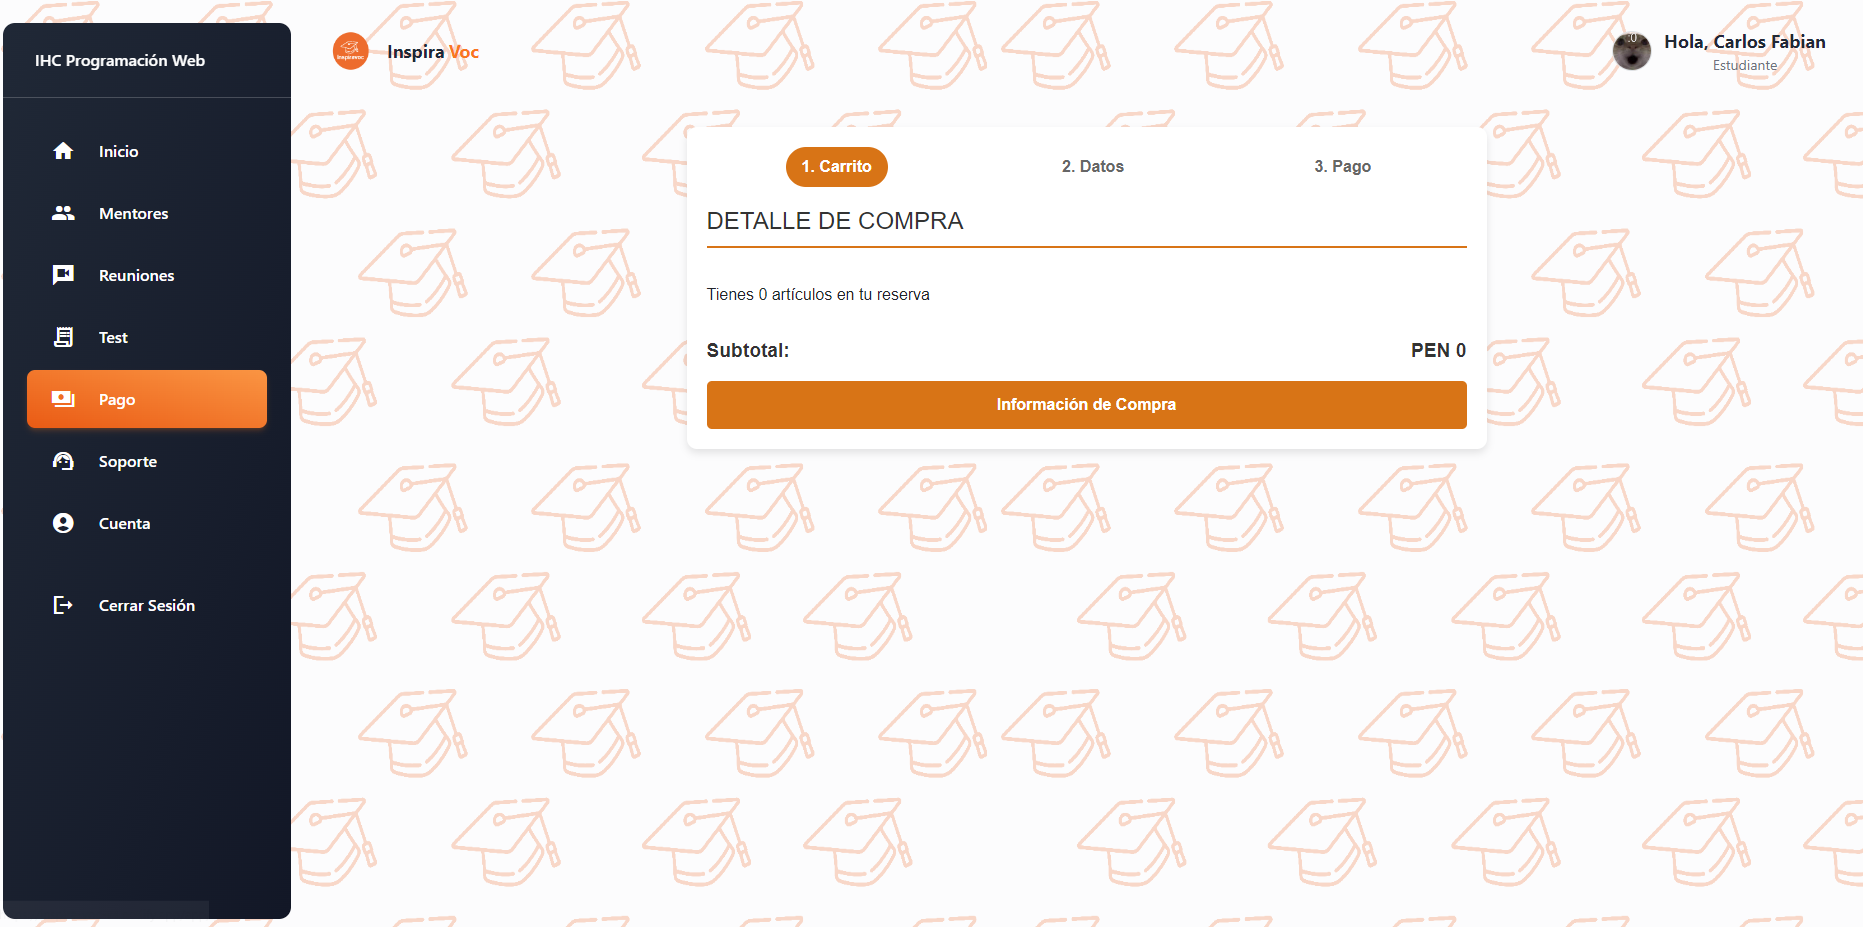 IHC Programación Web
Inicio
Mentores
Reuniones
Test
Pago
Soporte
Cuenta
Cerrar Sesión
InspiraVoc
Inspira Voc
Hola, Carlos Fabian
Estudiante
1. Carrito
2. Datos
3. Pago
DETALLE DE COMPRA
Tienes 0 artículos en tu reserva
Subtotal:
PEN 0
Información de Compra